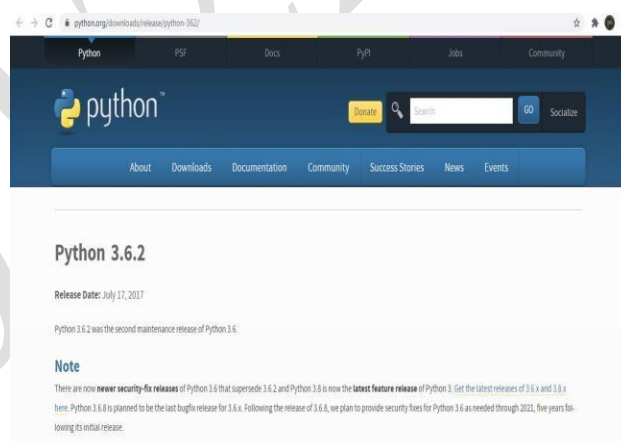 python.org/downloads/release/python-362/
Python PSF Docs PyPI Jobs Community
python™
Donate Search GO Socialize
About Downloads Documentation Community Success Stories News Events
Python 3.6.2
Release Date: July 17, 2017
Python 3.6.2 was the second maintenance release of Python 3.6.
Note
There are now newer security-fix releases of Python 3.6 that supersede 3.6.2 and Python 3.8 is now the latest feature release of Python 3. Get the latest releases of 3.6.x and 3.8.x
here. Python 3.6.8 is planned to be the last bugfix release for 3.6.x. Following the release of 3.6.8, we plan to provide security fixes for Python 3.6 as needed through 2021, five years fol-
lowing its initial release.